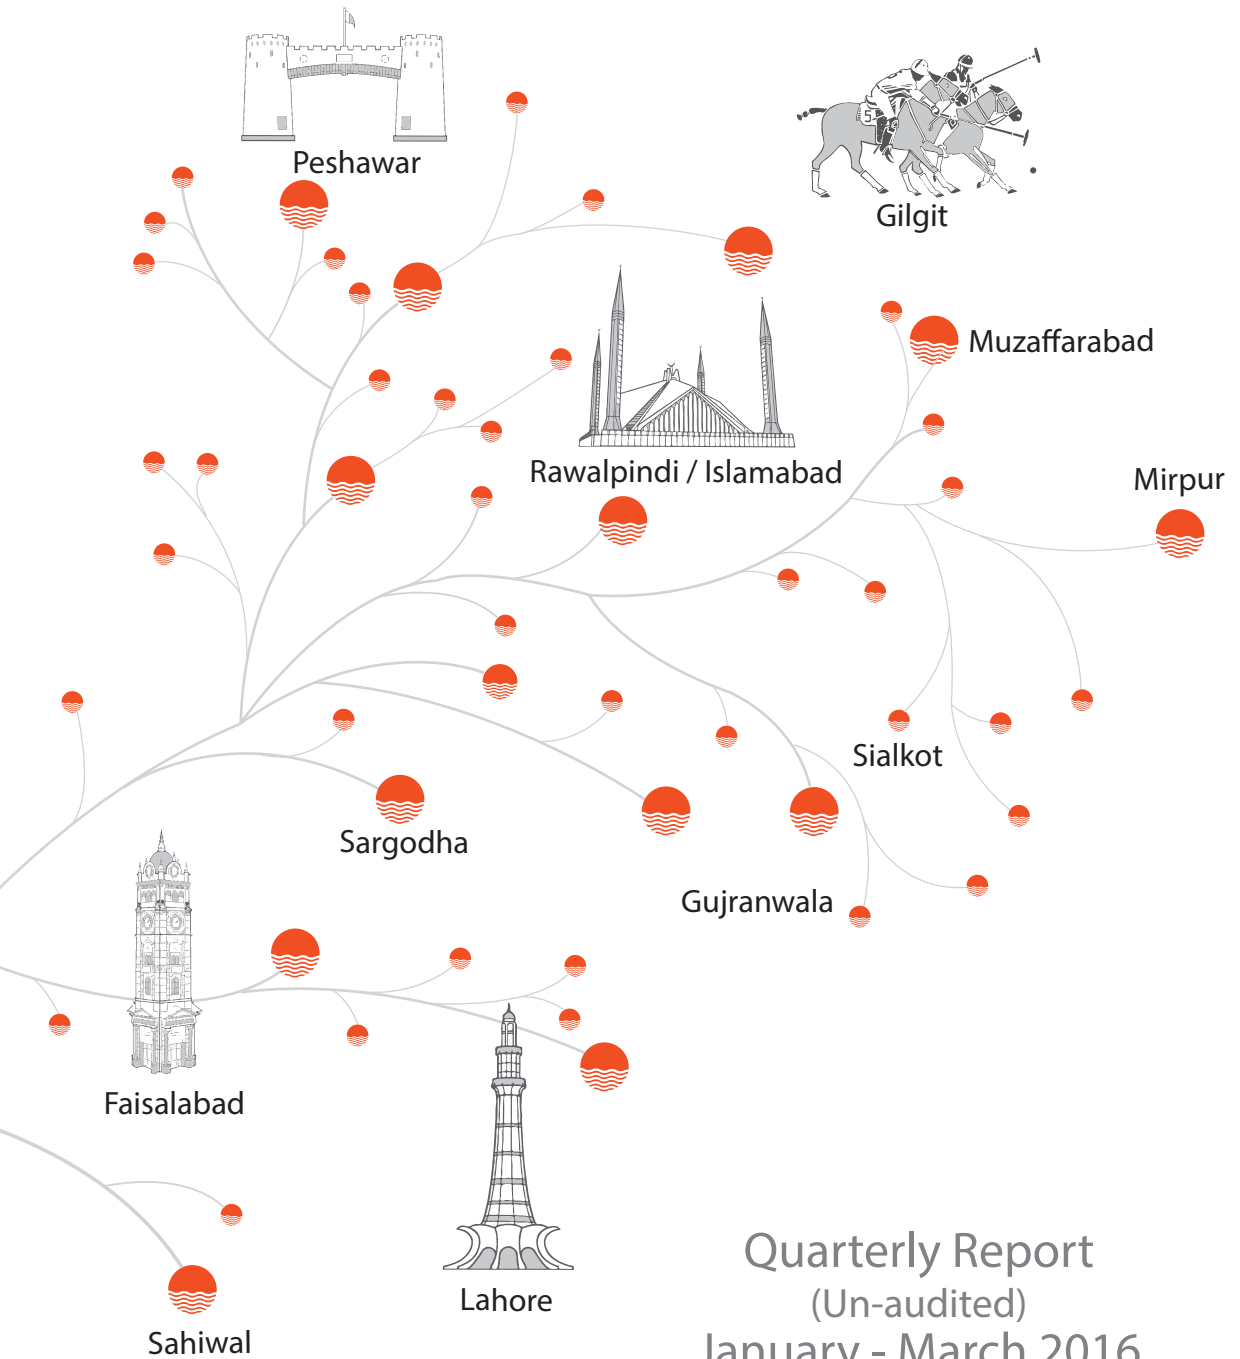 Peshawar
5
Gilgit
Muzaffarabad
Rawalpindi / Islamabad
Mirpur
Sialkot
Sargodha
Gujranwala
Faisalabad
Lahore
Sahiwal
Quarterly Report
(Un-audited)
January - March 2016